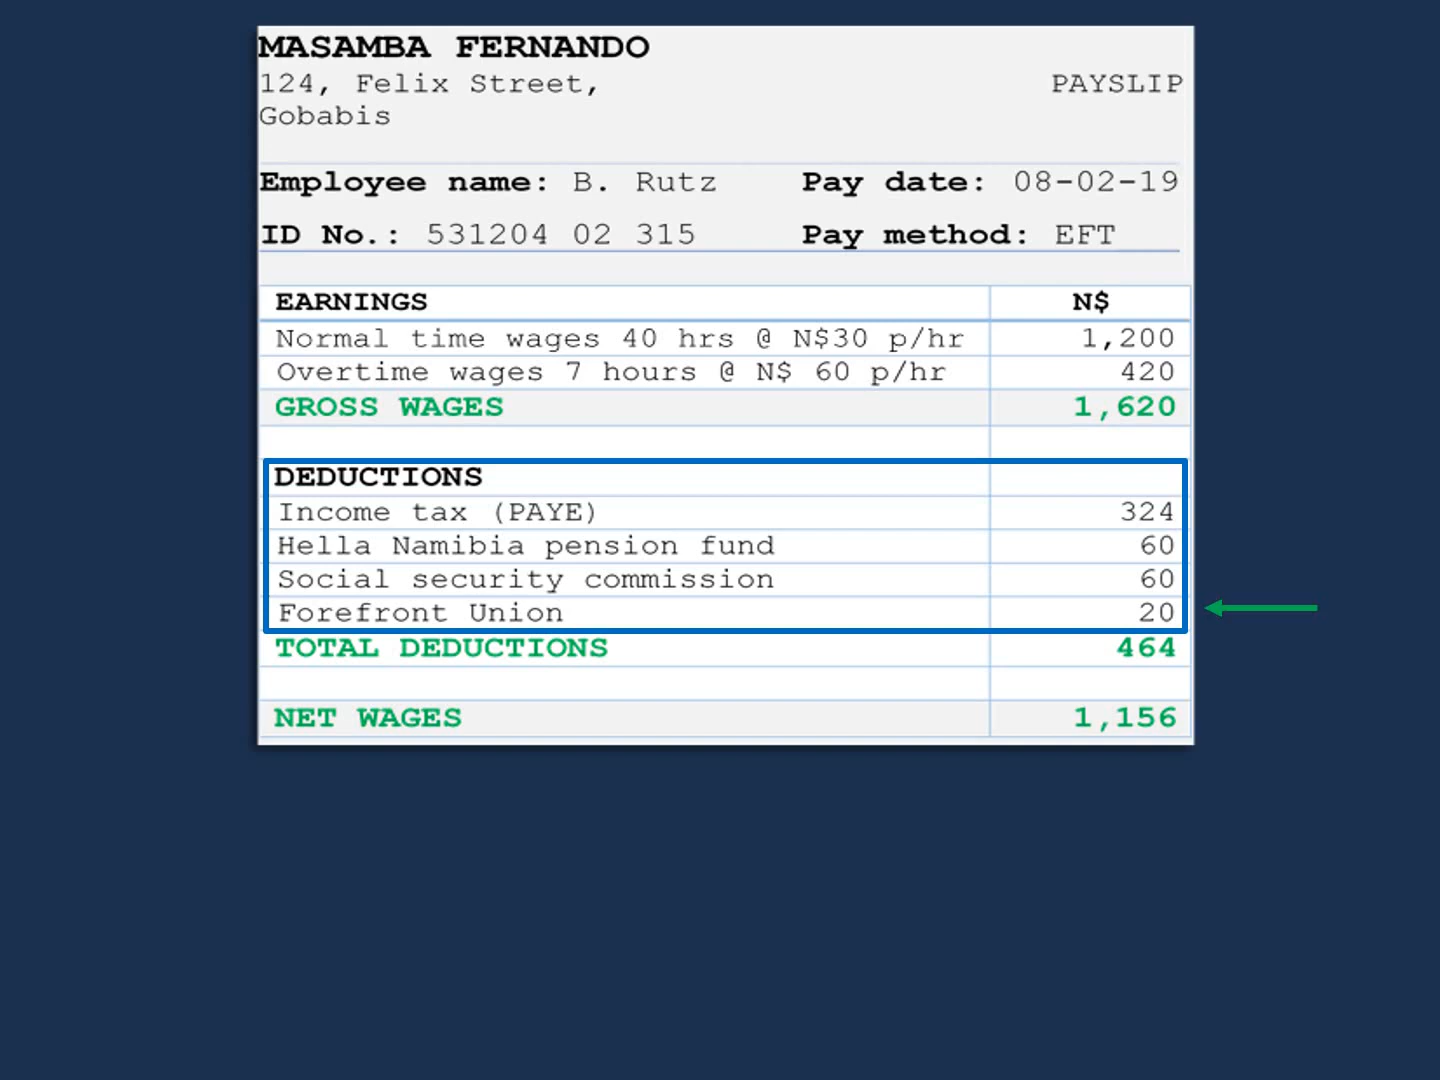 MASAMBA FERNANDO
124, Felix Street, PAYSLIP
Gobabis
Employee name: B. Rutz Pay date: 08-02-19
ID No.: 531204 02 315 Pay method: EFT
EARNINGS N$
Normal time wages 40 hrs @ N$30 p/hr 1,200
Overtime wages 7 hours @ N$ 60 p/hr 420
GROSS WAGES 1,620
DEDUCTIONS
Income tax (PAYE) 324
Hella Namibia pension fund 60
Social security commission 60
Forefront Union 20
TOTAL DEDUCTIONS 464
NET WAGES 1,156